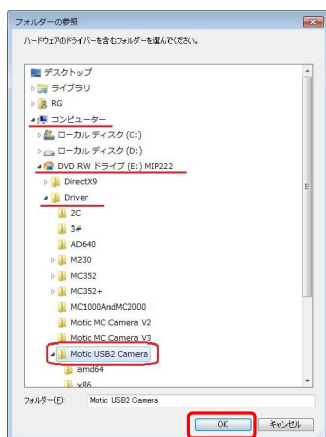 フォルダーの参照
ハードウェアのドライバーを含むフォルダーを選んでください。
デスクトップ
ライブラリ
RG
コンピューター
ローカル ディスク (C:)
ローカル ディスク (D:)
DVD RW ドライブ (E:) MIP222
DirectX9
Driver
2C
3#
AD640
M230
MC352
MC352+
MC1000AndMC2000
Motic MC Camera V2
Motic MC Camera V3
Motic USB2 Camera
amd64
x86
フォルダー(F): Motic USB2 Camera
OK キャンセル